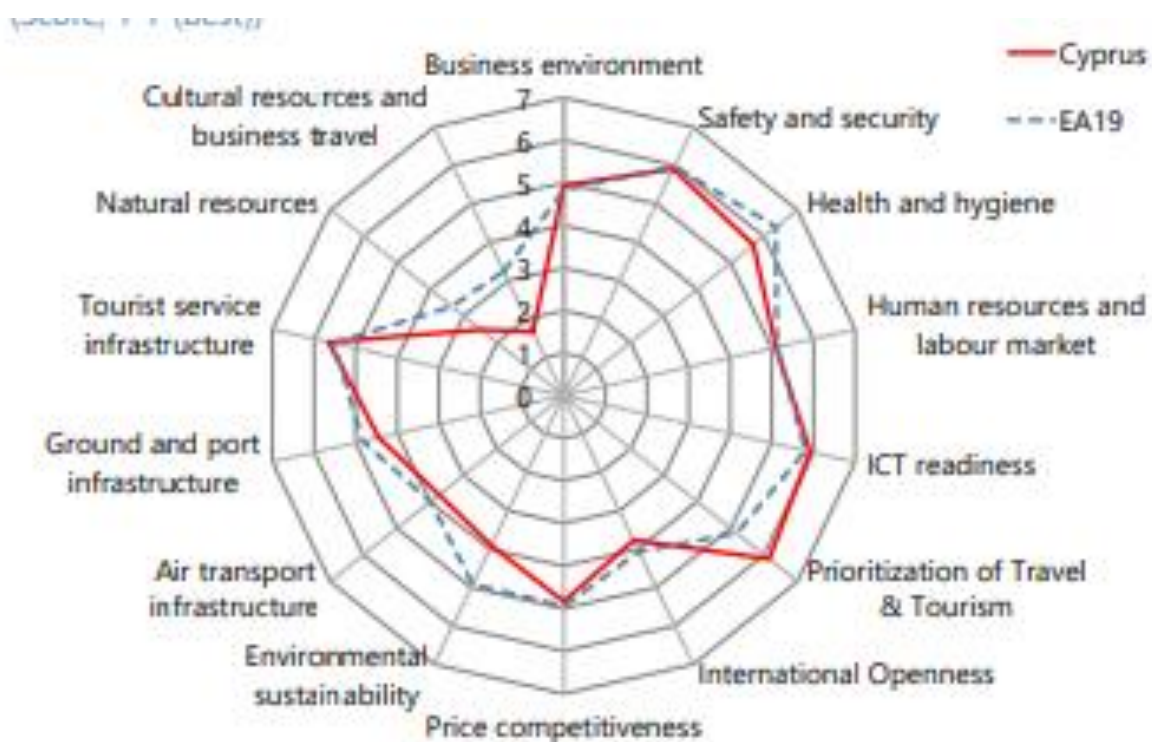 Cyprus
EA19
Business environment
Safety and security
Health and hygiene
Human resources and
labour market
ICT readiness
Prioritization of Travel
& Tourism
International Openness
Price competitiveness
Environmental
sustainability
Air transport
infrastructure
Ground and port
infrastructure
Tourist service
infrastructure
Natural resources
Cultural resources and
business travel
7
6
5
4
3
2
1
0